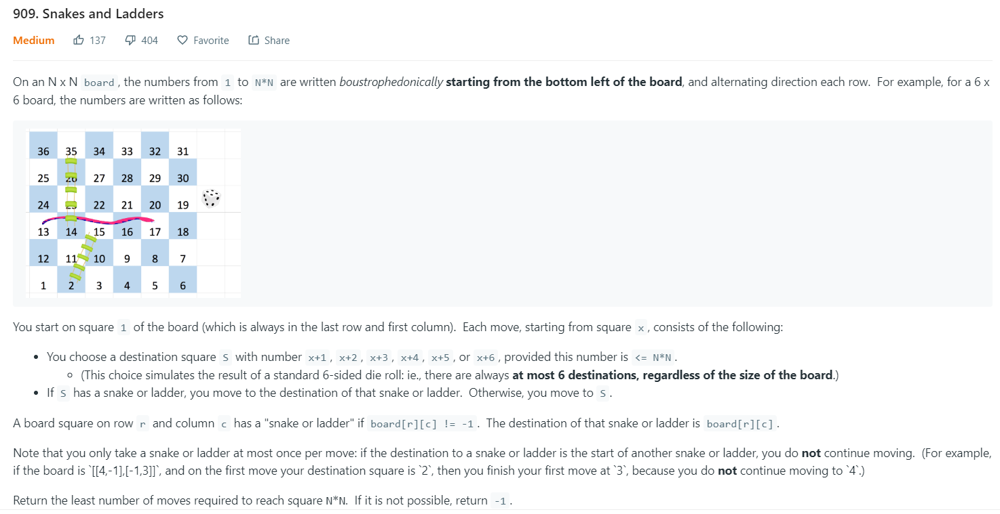 909. Snakes and Ladders
Medium 137 404 Favorite Share
On an N x N board, the numbers from 1 to N*N are written boustrophedonically starting from the bottom left of the board, and alternating direction each row. For example, for a 6 x
6 board, the numbers are written as follows:
36 35 34 33 32 31
25 26 27 28 29 30
24 23 22 21 20 19
13 14 15 16 17 18
12 11 10 9 8 7
1 2 3 4 5 6
You start on square 1 of the board (which is always in the last row and first column). Each move, starting from square x, consists of the following:
• You choose a destination square S with number x+1, x+2, x+3, x+4, x+5, or x+6, provided this number is <= N*N.
◦ (This choice simulates the result of a standard 6-sided die roll: ie., there are always at most 6 destinations, regardless of the size of the board.)
• If S has a snake or ladder, you move to the destination of that snake or ladder. Otherwise, you move to S.
A board square on row r and column c has a "snake or ladder" if board[r][c] != -1. The destination of that snake or ladder is board[r][c].
Note that you only take a snake or ladder at most once per move: if the destination to a snake or ladder is the start of another snake or ladder, you do not continue moving. (For example,
if the board is `[[4,-1],[-1,3]]`, and on the first move your destination square is `2`, then you finish your first move at `3`, because you do not continue moving to `4`.)
Return the least number of moves required to reach square N*N. If it is not possible, return -1.